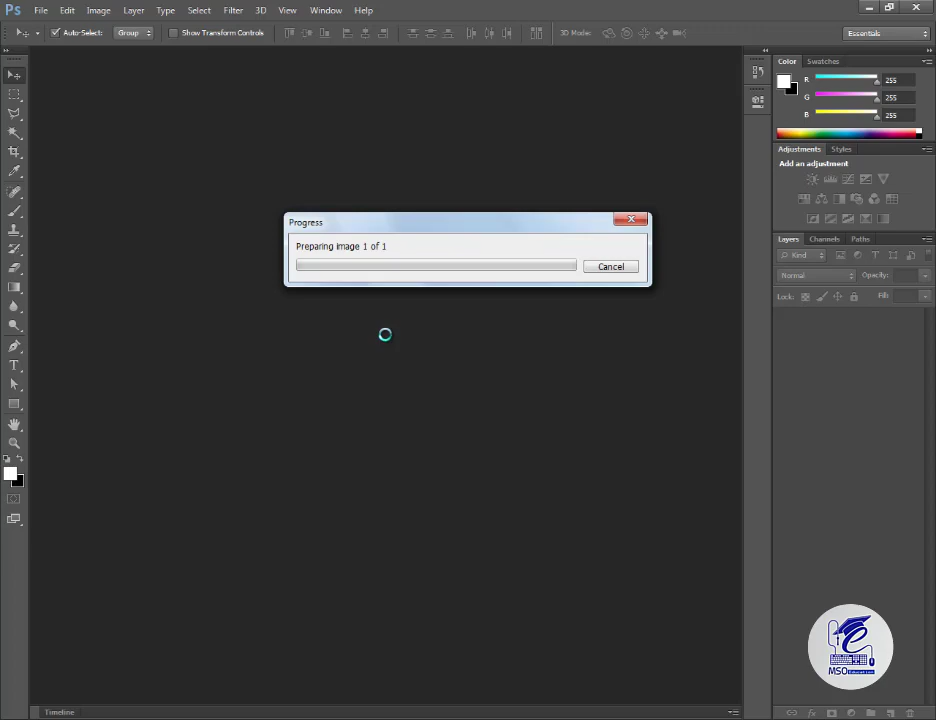 Ps File Edit Image Layer Type Select Filter 3D View Window Help
Auto-Select: Group Show Transform Controls 3D Mode: Essentials
Color Swatches
R 255
G 255
B 255
Adjustments Styles
Add an adjustment
Layers Channels Paths
Kind
Normal Opacity:
Lock: Fill:
Progress
Preparing image 1 of 1
Cancel
T
MSO
Timeline
fx